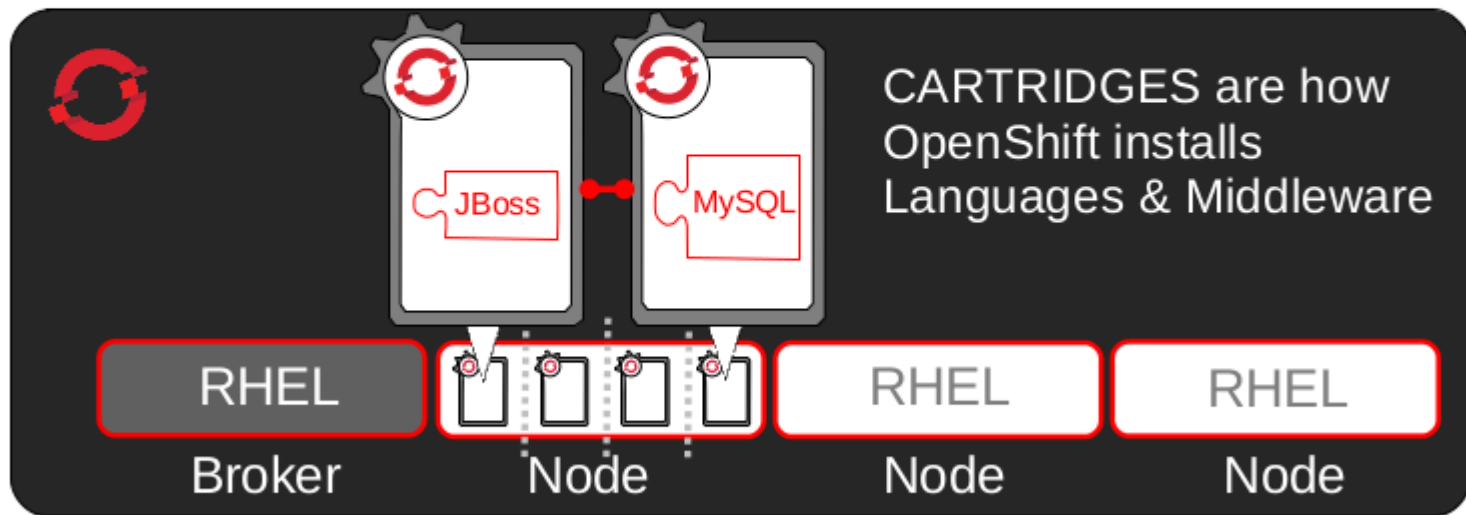 CARTRIDGES are how
OpenShift installs
Languages & Middleware
JBoss
MySQL
RHEL
RHEL
RHEL
Broker
Node
Node
Node